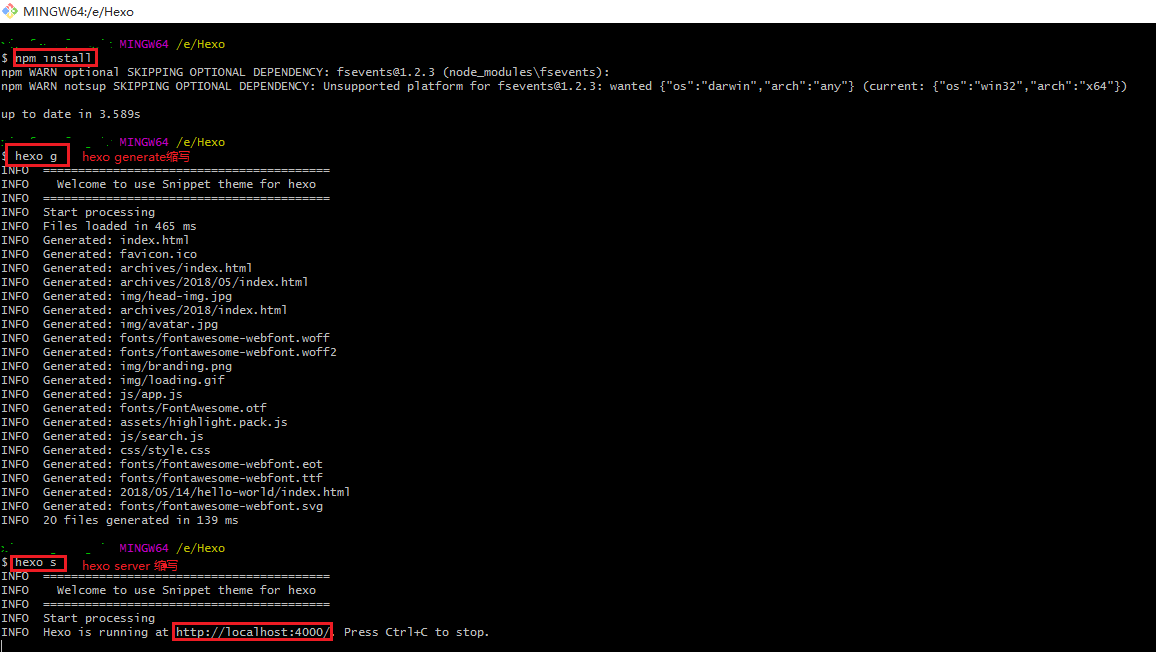 MINGW64:/e/Hexo
MINGW64 /e/Hexo
$ npm install
npm WARN optional SKIPPING OPTIONAL DEPENDENCY: fsevents@1.2.3 (node_modules\fsevents):
npm WARN notsup SKIPPING OPTIONAL DEPENDENCY: Unsupported platform for fsevents@1.2.3: wanted {"os":"darwin","arch":"any"} (current: {"os":"win32","arch":"x64"})
up to date in 3.589s
MINGW64 /e/Hexo
$ hexo g hexo generate缩写
INFO =========================================
INFO Welcome to use Snippet theme for hexo
INFO =========================================
INFO Start processing
INFO Files loaded in 465 ms
INFO Generated: index.html
INFO Generated: favicon.ico
INFO Generated: archives/index.html
INFO Generated: archives/2018/05/index.html
INFO Generated: img/head-img.jpg
INFO Generated: archives/2018/index.html
INFO Generated: img/avatar.jpg
INFO Generated: fonts/fontawesome-webfont.woff
INFO Generated: fonts/fontawesome-webfont.woff2
INFO Generated: img/branding.png
INFO Generated: img/loading.gif
INFO Generated: js/app.js
INFO Generated: fonts/FontAwesome.otf
INFO Generated: assets/highlight.pack.js
INFO Generated: js/search.js
INFO Generated: css/style.css
INFO Generated: fonts/fontawesome-webfont.eot
INFO Generated: fonts/fontawesome-webfont.ttf
INFO Generated: 2018/05/14/hello-world/index.html
INFO Generated: fonts/fontawesome-webfont.svg
INFO 20 files generated in 139 ms
MINGW64 /e/Hexo
$ hexo s hexo server 缩写
INFO =========================================
INFO Welcome to use Snippet theme for hexo
INFO =========================================
INFO Start processing
INFO Hexo is running at http://localhost:4000/. Press Ctrl+C to stop.